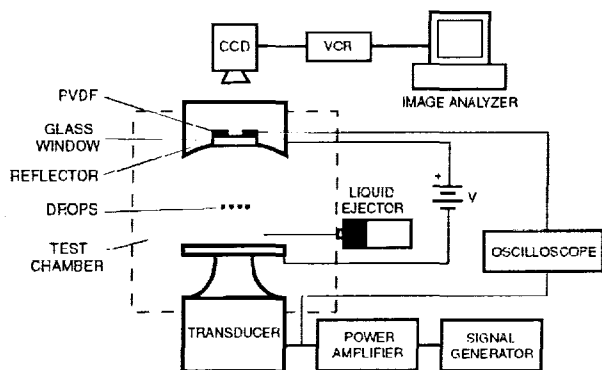 CCD
VCR
IMAGE ANALYZER
PVDF
GLASS
WINDOW
REFLECTOR
DROPS
TEST
CHAMBER
LIQUID
EJECTOR
+
V
OSCILLOSCOPE
TRANSDUCER
POWER
AMPLIFIER
SIGNAL
GENERATOR